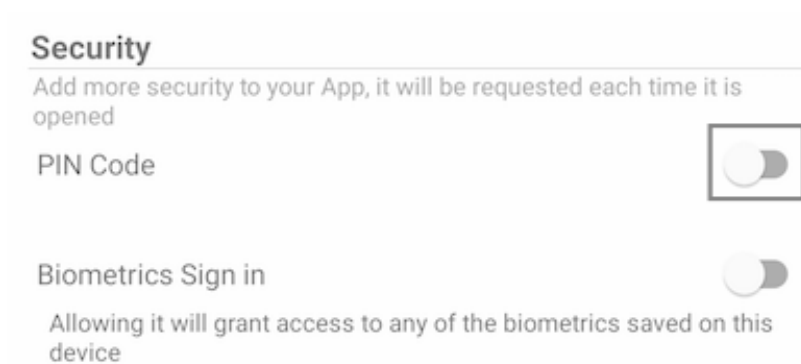 Security
Add more security to your App, it will be requested each time it is
opened
PIN Code
Biometrics Sign in
Allowing it will grant access to any of the biometrics saved on this
device